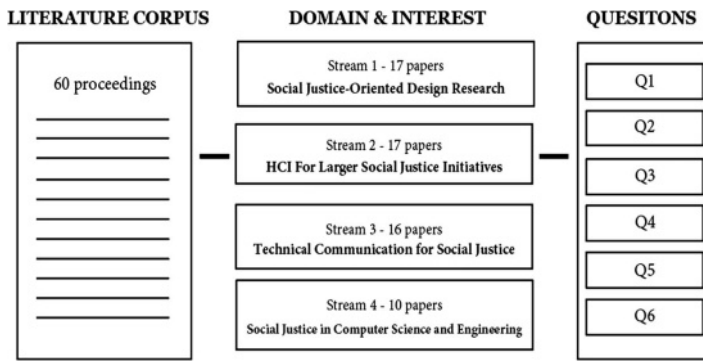 LITERATURE CORPUS
60 proceedings
DOMAIN & INTEREST
Stream 1 - 17 papers
Social Justice-Oriented Design Research
Stream 2 - 17 papers
HCI For Larger Social Justice Initiatives
Stream 3 - 16 papers
Technical Communication for Social Justice
Stream 4 - 10 papers
Social Justice in Computer Science and Engineering
QUESITONS
Q1
Q2
Q3
Q4
Q5
Q6